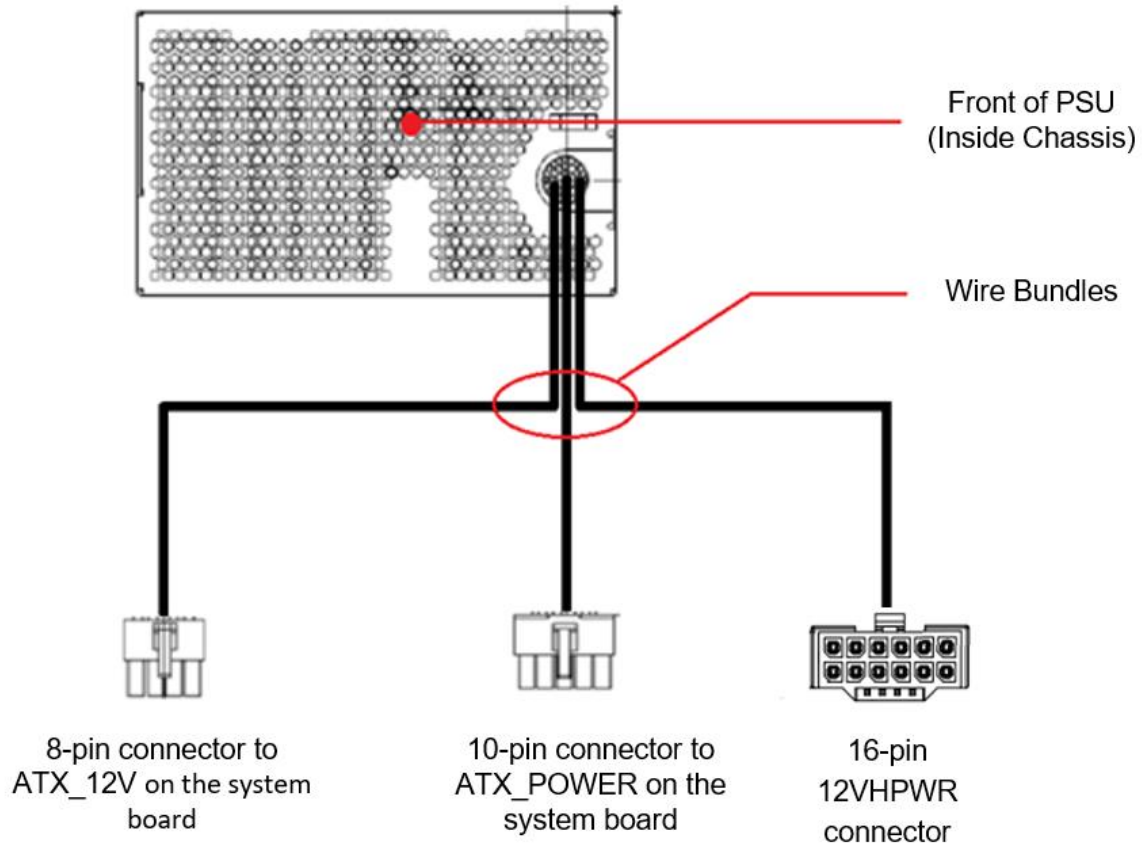 Front of PSU
(Inside Chassis)
Wire Bundles
8-pin connector to
ATX_12V on the system
board
10-pin connector to
ATX_POWER on the
system board
16-pin
12VHPWR
connector